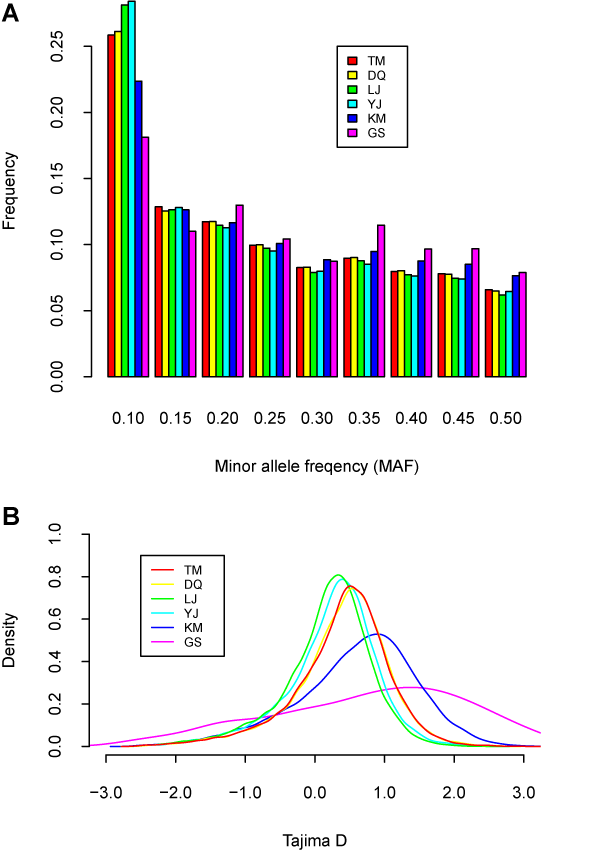 A
Frequency
0.00 0.05 0.10 0.15 0.20 0.25
TM
DQ
LJ
YJ
KM
GS
0.10 0.15 0.20 0.25 0.30 0.35 0.40 0.45 0.50
Minor allele freqency (MAF)
B
Density
0.0 0.2 0.4 0.6 0.8 1.0
TM
DQ
LJ
YJ
KM
GS
−3.0 −2.0 −1.0 0.0 1.0 2.0 3.0
Tajima D